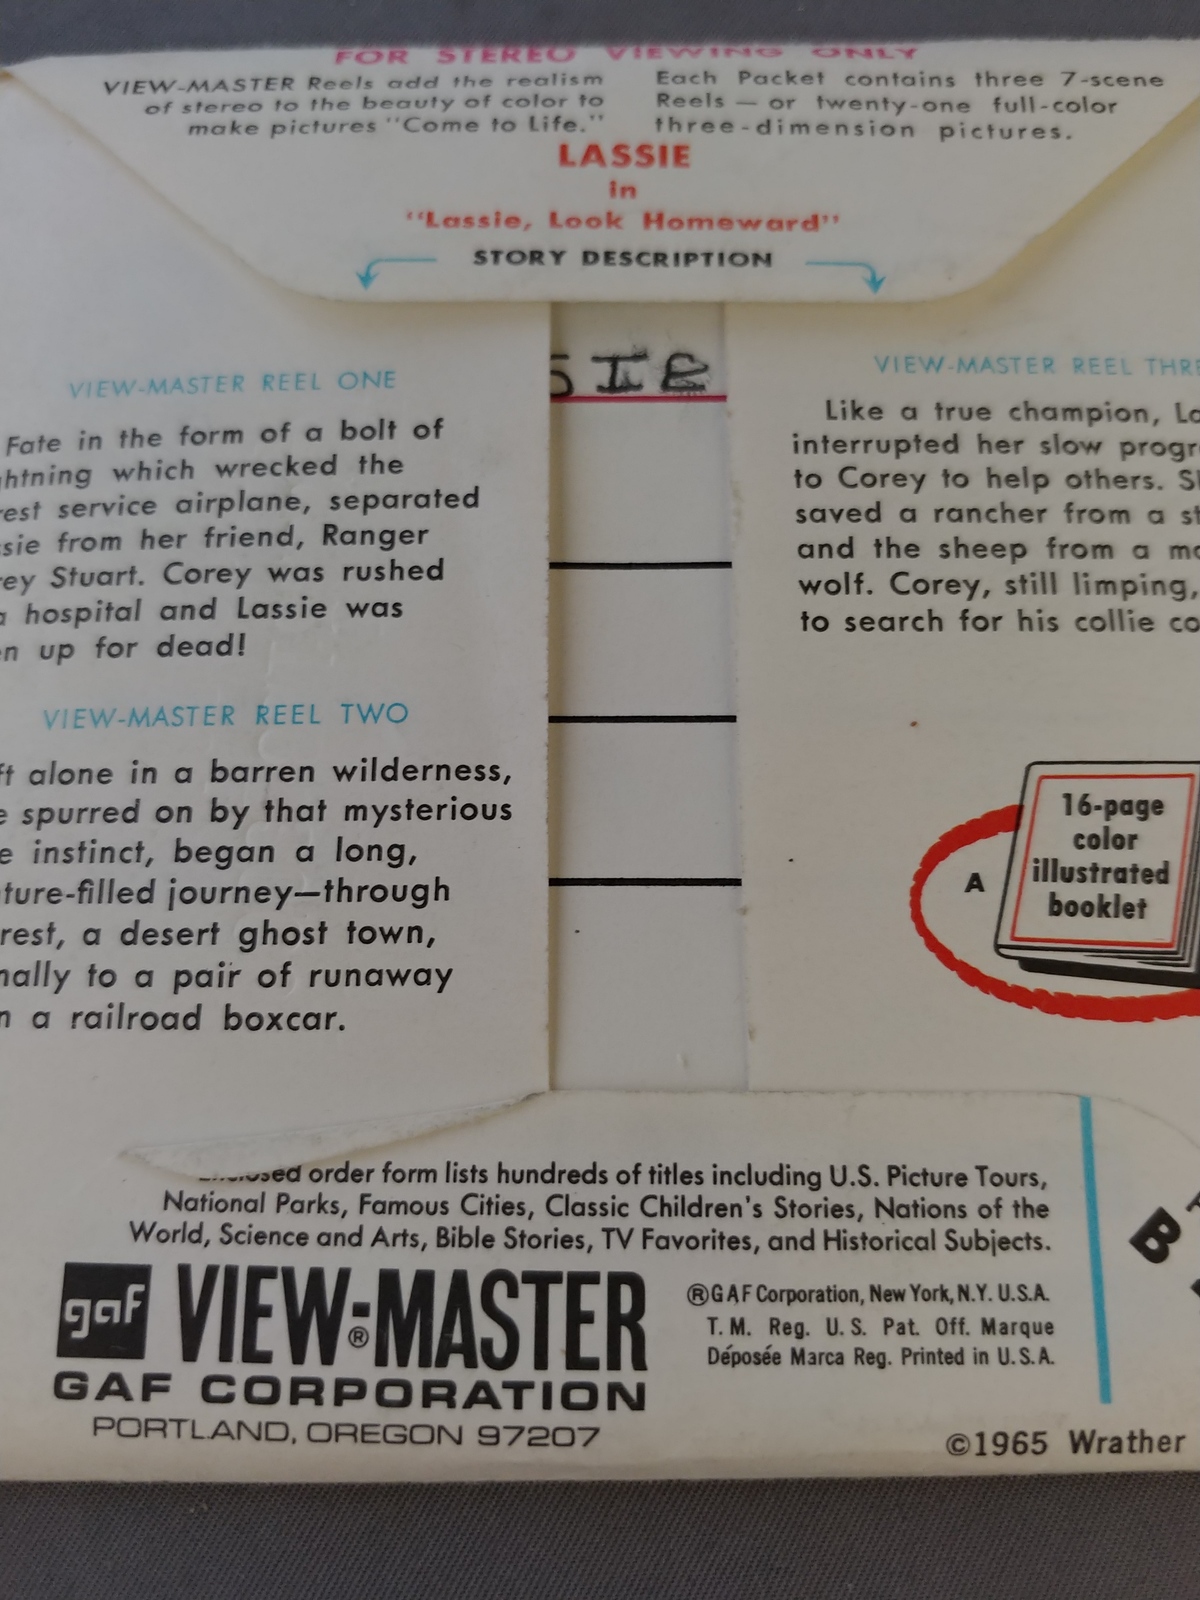 FOR STEREO VIEWING ONLY
VIEW-MASTER Reels add the realism
of stereo to the beauty of color to
make pictures "Come to Life."
Each Packet contains three 7-scene
Reels — or twenty-one full-color
three-dimension pictures.
LASSIE
in
"Lassie, Look Homeward"
STORY DESCRIPTION
VIEW-MASTER REEL ONE
Fate in the form of a bolt of
htning which wrecked the
est service airplane, separated
sie from her friend, Ranger
ey Stuart. Corey was rushed
a hospital and Lassie was
n up for dead!
VIEW-MASTER REEL TWO
ft alone in a barren wilderness,
e spurred on by that mysterious
e instinct, began a long,
ture-filled journey—through
rest, a desert ghost town,
nally to a pair of runaway
n a railroad boxcar.
SIE
VIEW-MASTER REEL THRE
Like a true champion, La
interrupted her slow progr
to Corey to help others. Sh
saved a rancher from a st
and the sheep from a ma
wolf. Corey, still limping,
to search for his collie co
A
16-page
color
illustrated
booklet
order form lists hundreds of titles including U.S. Picture Tours,
National Parks, Famous Cities, Classic Children's Stories, Nations of the
World, Science and Arts, Bible Stories, TV Favorites, and Historical Subjects.
gaf VIEW-MASTER®
GAF CORPORATION
PORTLAND, OREGON 97207
®GAF Corporation, New York, N.Y. U.S.A.
T.M. Reg. U.S. Pat. Off. Marque
Déposée Marca Reg. Printed in U.S.A.
B
©1965 Wrather